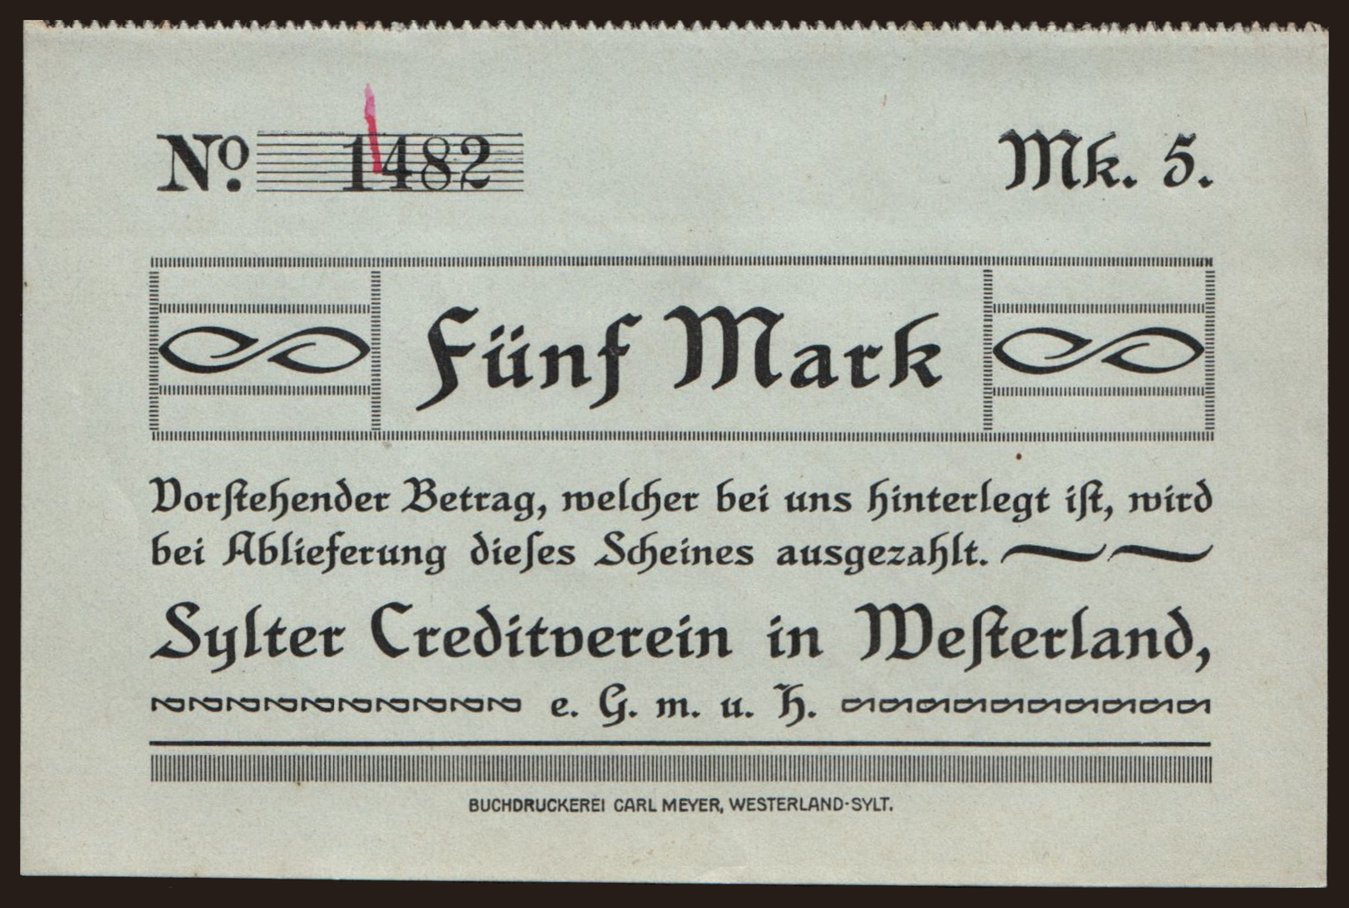 No. 1482 Mk. 5.
Fünf Mark
Vorstehender Betrag, welcher bei uns hinterlegt ist, wird
bei Ablieferung dieses Scheines ausgezahlt.
Sylter Creditverein in Westerland,
e. G. m. u. H.
BUCHDRUCKEREI CARL MEYER, WESTERLAND-SYLT.